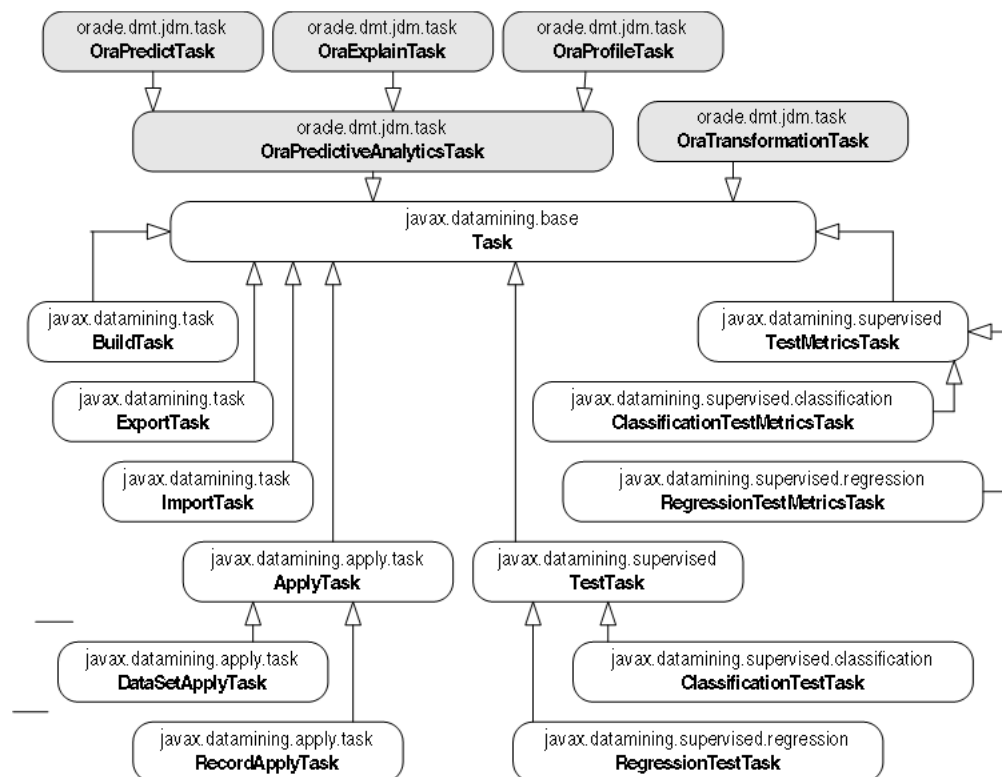 oracle.dmt.jdm.task
OraPredictTask
oracle.dmt.jdm.task
OraExplainTask
oracle.dmt.jdm.task
OraProfileTask
oracle.dmt.jdm.task
OraPredictiveAnalyticsTask
oracle.dmt.jdm.task
OraTransformationTask
javax.datamining.base
Task
javax.datamining.task
BuildTask
javax.datamining.supervised
TestMetricsTask
javax.datamining.task
ExportTask
javax.datamining.supervised.classification
ClassificationTestMetricsTask
javax.datamining.task
ImportTask
javax.datamining.supervised.regression
RegressionTestMetricsTask
javax.datamining.apply.task
ApplyTask
javax.datamining.supervised
TestTask
javax.datamining.apply.task
DataSetApplyTask
javax.datamining.supervised.classification
ClassificationTestTask
javax.datamining.apply.task
RecordApplyTask
javax.datamining.supervised.regression
RegressionTestTask